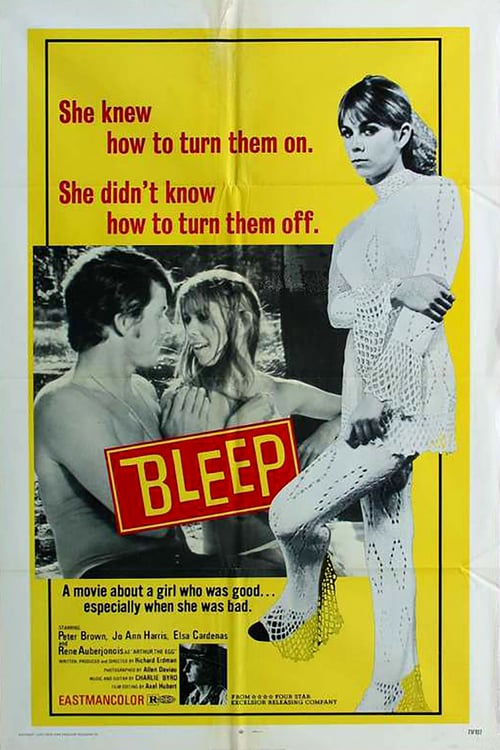 She knew
how to turn them on.
She didn't know
how to turn them off.
BLEEP
A movie about a girl who was good...
especially when she was bad.
STARRING
Peter Brown, Jo Ann Harris, Elsa Cardenas
and
Rene Auberjonois AS "ARTHUR THE EGG"
WRITTEN, PRODUCED and DIRECTED BY Richard Erdman
PHOTOGRAPHED BY Allen Daviau
MUSIC AND GUITAR BY CHARLIE BYRD
FILM EDITING BY Axel Hubert
EASTMANCOLOR R
FROM ☆☆☆☆ FOUR STAR
EXCELSIOR RELEASING COMPANY